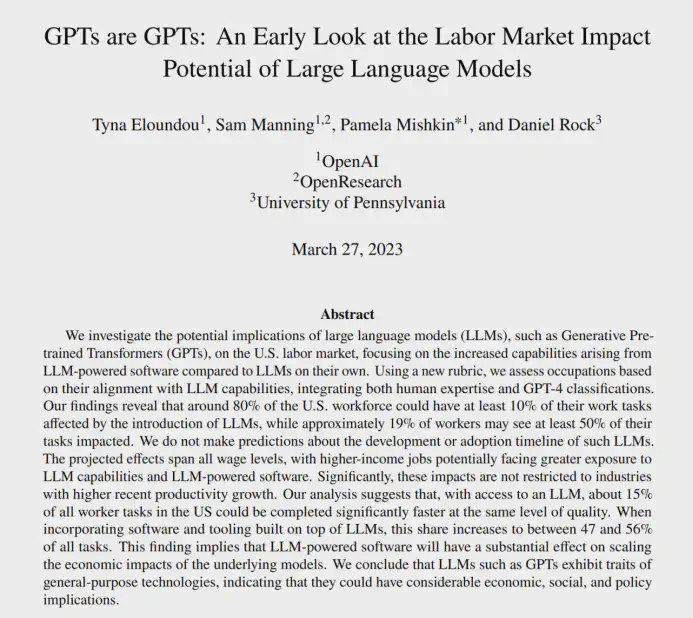 GPTs are GPTs: An Early Look at the Labor Market Impact
Potential of Large Language Models
Tyna Eloundou¹, Sam Manning¹,², Pamela Mishkin*¹, and Daniel Rock³
¹OpenAI
²OpenResearch
³University of Pennsylvania
March 27, 2023
Abstract
We investigate the potential implications of large language models (LLMs), such as Generative Pre-
trained Transformers (GPTs), on the U.S. labor market, focusing on the increased capabilities arising from
LLM-powered software compared to LLMs on their own. Using a new rubric, we assess occupations based
on their alignment with LLM capabilities, integrating both human expertise and GPT-4 classifications.
Our findings reveal that around 80% of the U.S. workforce could have at least 10% of their work tasks
affected by the introduction of LLMs, while approximately 19% of workers may see at least 50% of their
tasks impacted. We do not make predictions about the development or adoption timeline of such LLMs.
The projected effects span all wage levels, with higher-income jobs potentially facing greater exposure to
LLM capabilities and LLM-powered software. Significantly, these impacts are not restricted to industries
with higher recent productivity growth. Our analysis suggests that, with access to an LLM, about 15%
of all worker tasks in the US could be completed significantly faster at the same level of quality. When
incorporating software and tooling built on top of LLMs, this share increases to between 47 and 56%
of all tasks. This finding implies that LLM-powered software will have a substantial effect on scaling
the economic impacts of the underlying models. We conclude that LLMs such as GPTs exhibit traits of
general-purpose technologies, indicating that they could have considerable economic, social, and policy
implications.